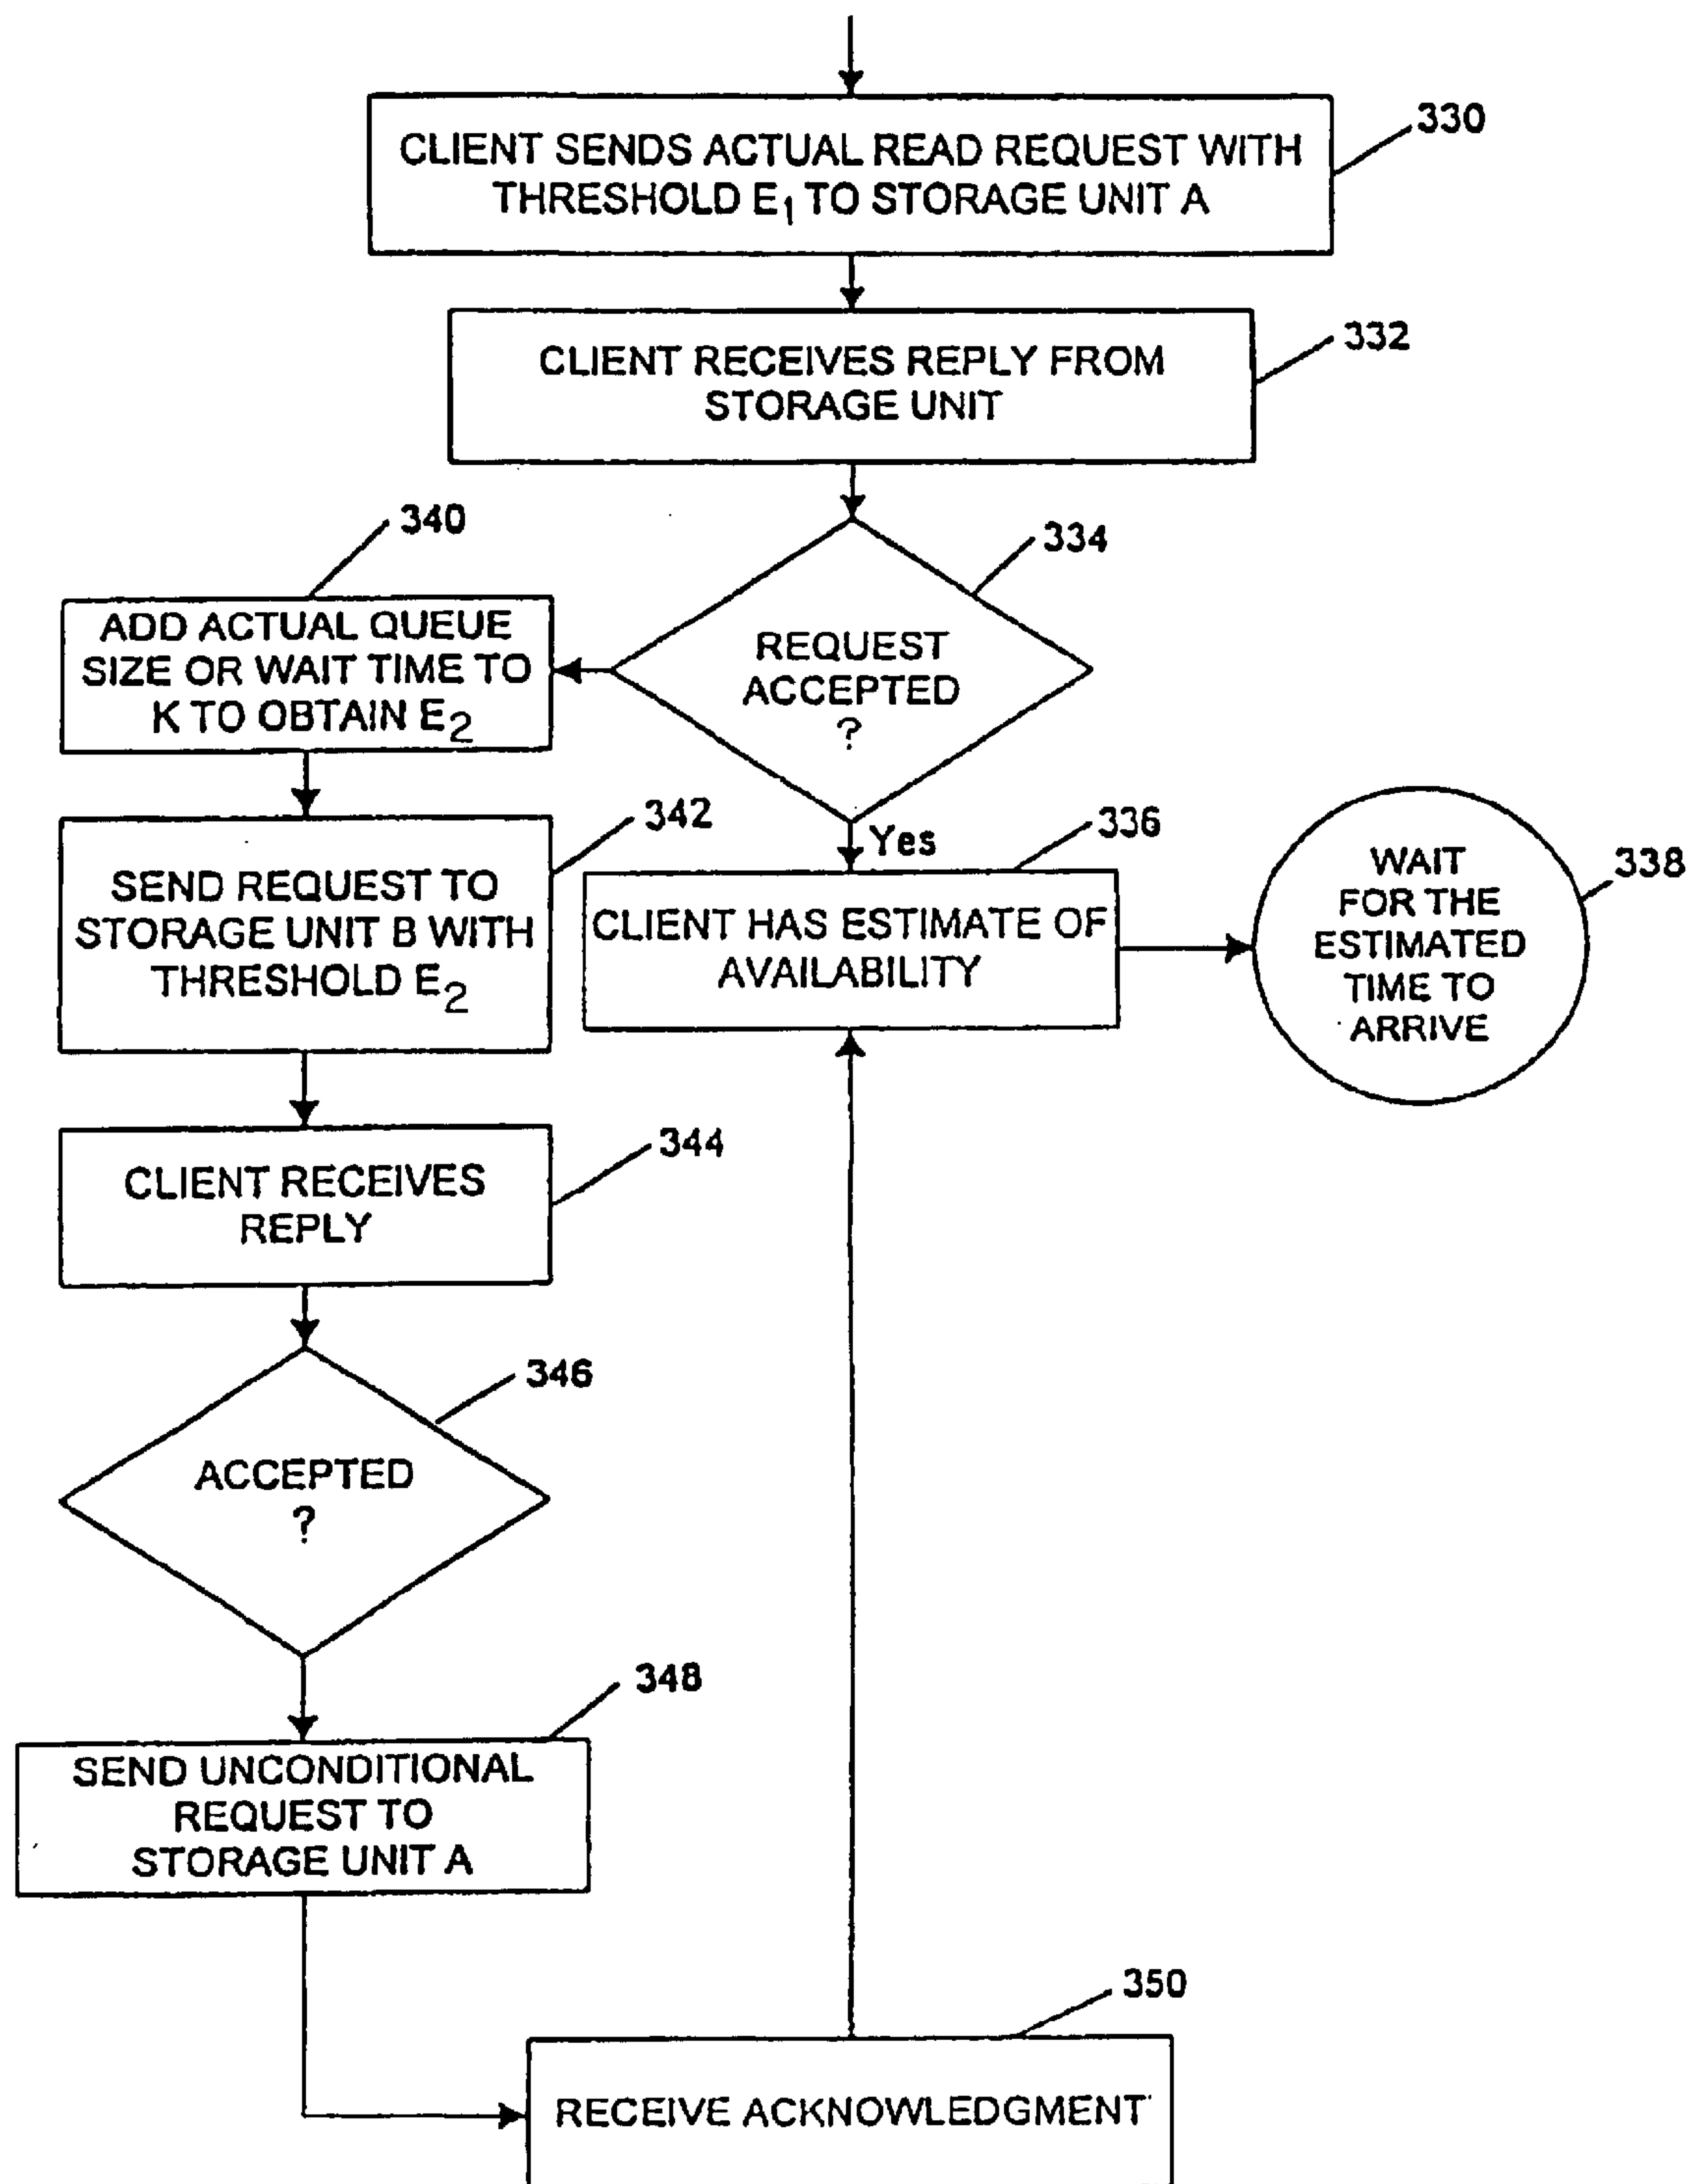 330
CLIENT SENDS ACTUAL READ REQUEST WITH
THRESHOLD E1 TO STORAGE UNIT A
332
CLIENT RECEIVES REPLY FROM
STORAGE UNIT
334
REQUEST
ACCEPTED
?
340
ADD ACTUAL QUEUE
SIZE OR WAIT TIME TO
K TO OBTAIN E2
Yes
336
CLIENT HAS ESTIMATE OF
AVAILABILITY
338
WAIT
FOR THE
ESTIMATED
TIME TO
ARRIVE
342
SEND REQUEST TO
STORAGE UNIT B WITH
THRESHOLD E2
344
CLIENT RECEIVES
REPLY
346
ACCEPTED
?
348
SEND UNCONDITIONAL
REQUEST TO
STORAGE UNIT A
350
RECEIVE ACKNOWLEDGMENT